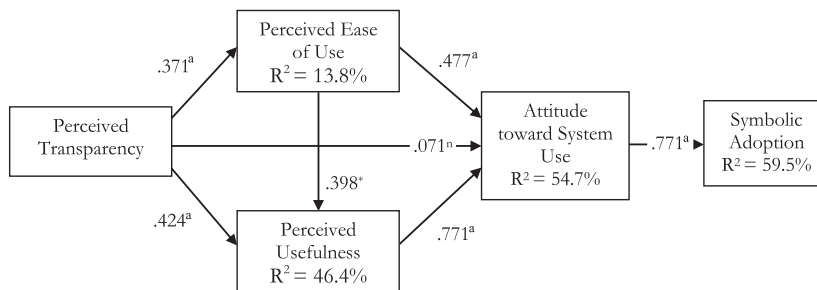 Perceived Ease
of Use
R² = 13.8%
.371ᵃ
.477ᵃ
Perceived
Transparency
.071ⁿ
Attitude
toward System
Use
R² = 54.7%
.771ᵃ
Symbolic
Adoption
R² = 59.5%
.398*
.424ᵃ
Perceived
Usefulness
R² = 46.4%
.771ᵃ